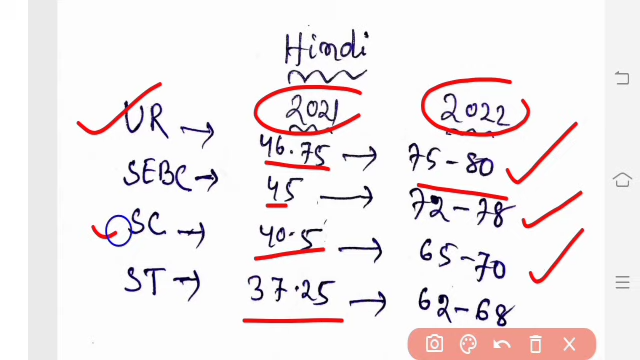 Hindi
2021 2022
UR → 46.75 → 75-80
SEBC → 45 → 72-78
SC → 40.5 → 65-70
ST → 37.25 → 62-68